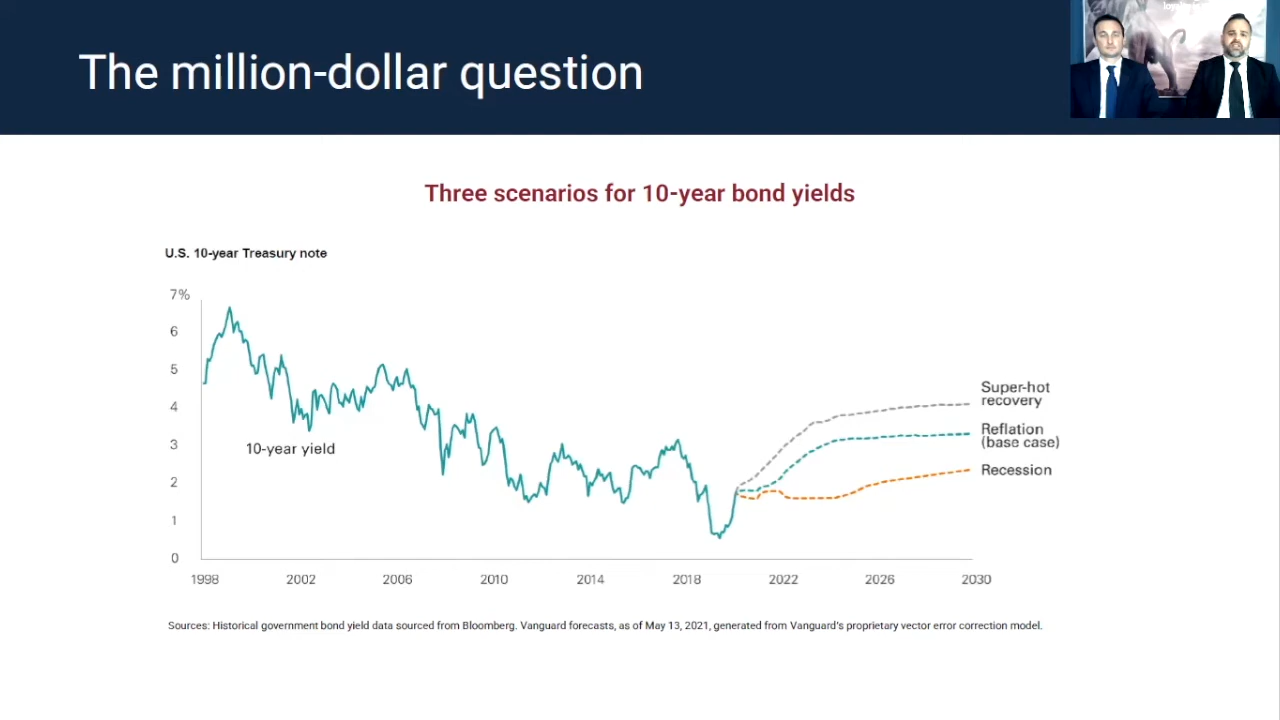 The million-dollar question
Three scenarios for 10-year bond yields
U.S. 10-year Treasury note
7%
6
5
4
3
2
1
0
10-year yield
Super-hot
recovery
Reflation
(base case)
Recession
1998 2002 2006 2010 2014 2018 2022 2026 2030
Sources: Historical government bond yield data sourced from Bloomberg. Vanguard forecasts, as of May 13, 2021, generated from Vanguard's proprietary vector error correction model.